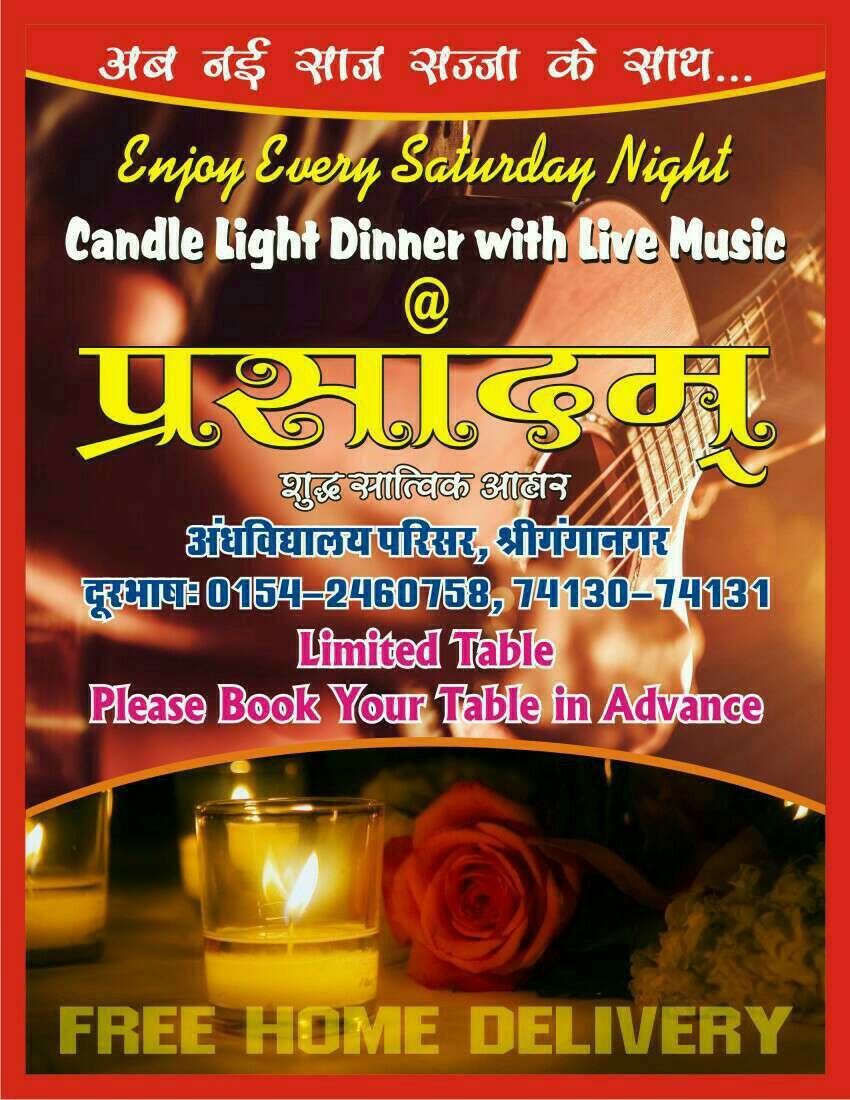 अब नई साज सज्जा के साथ...
Enjoy Every Saturday Night
Candle Light Dinner with Live Music
@
प्रसादम्
शुद्ध सात्विक आहार
अंधविद्यालय परिसर, श्रीगंगानगर
दूरभाष: 0154-2460758, 74130-74131
Limited Table
Please Book Your Table in Advance
FREE HOME DELIVERY